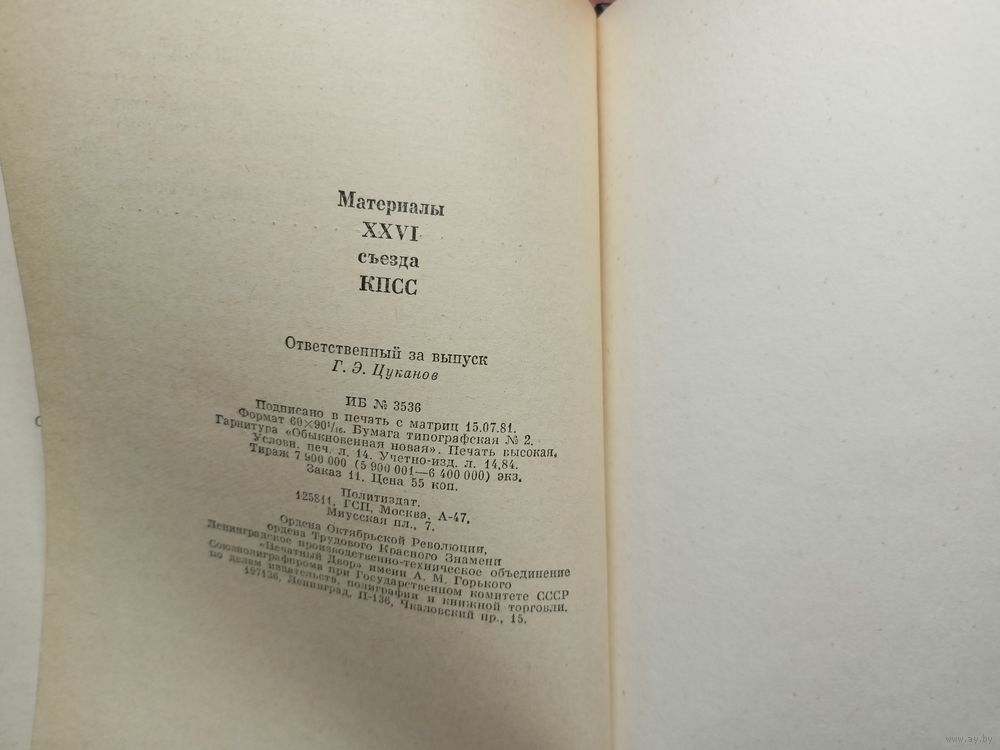 Материалы
XXVI
съезда
КПСС
Ответственный за выпуск
Г. Э. Цуканов
ИБ № 3536
Подписано в печать с матриц 15.07.81.
Формат 60×90¹/₁₆. Бумага типографская № 2.
Гарнитура «Обыкновенная новая». Печать высокая.
Условн. печ. л. 14. Учетно-изд. л. 14,84.
Тираж 7 900 000 (5 900 001—6 400 000) экз.
Заказ 11. Цена 55 коп.
Политиздат.
125811, ГСП, Москва, А-47,
Миусская пл., 7.
Ордена Октябрьской Революции,
ордена Трудового Красного Знамени
Ленинградское производственно-техническое объединение
«Печатный Двор» имени А. М. Горького
Союзполиграфпрома при Государственном комитете СССР
по делам издательств, полиграфии и книжной торговли.
197136, Ленинград, П-136, Чкаловский пр., 15.
www.ay.by